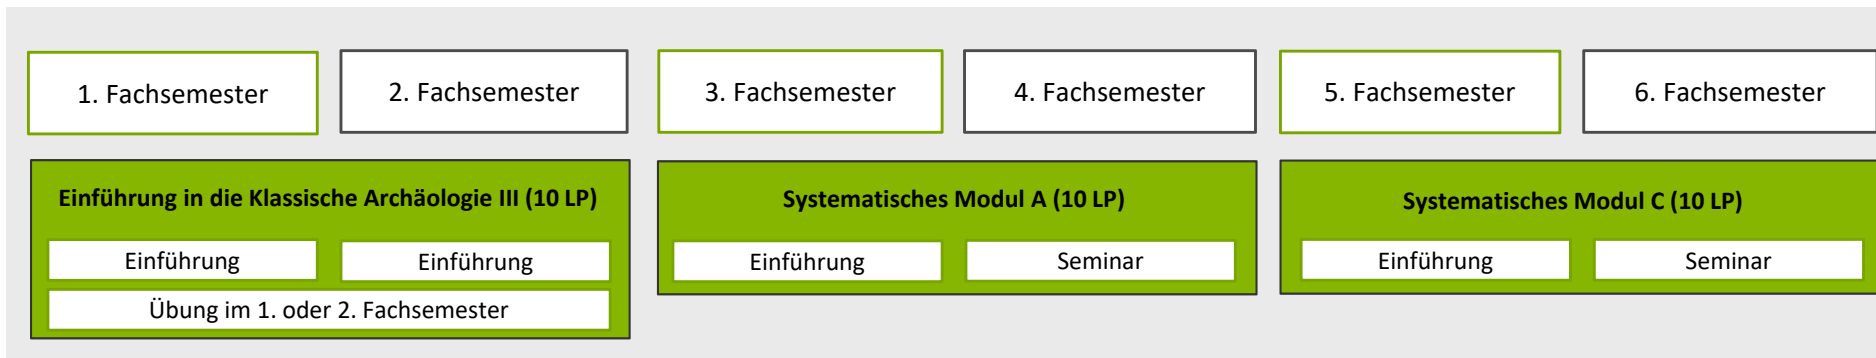 1. Fachsemester
2. Fachsemester
3. Fachsemester
4. Fachsemester
5. Fachsemester
6. Fachsemester
Einführung in die Klassische Archäologie III (10 LP)
Einführung
Einführung
Übung im 1. oder 2. Fachsemester
Systematisches Modul A (10 LP)
Einführung
Seminar
Systematisches Modul C (10 LP)
Einführung
Seminar